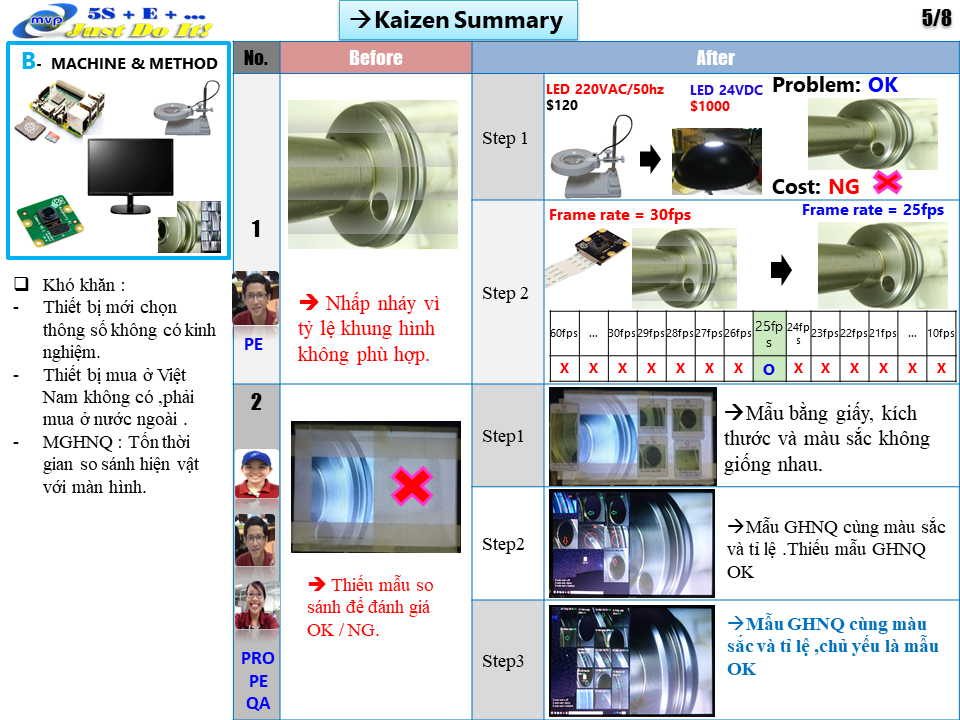 mvp
5S + E + ...
Just Do It!
→Kaizen Summary
5/8
B- MACHINE & METHOD
❑ Khó khăn :
- Thiết bị mới chọn
thông số không có kinh
nghiệm.
- Thiết bị mua ở Việt
Nam không có ,phải
mua ở nước ngoài .
- MGHNQ : Tốn thời
gian so sánh hiện vật
với màn hình.
No.
Before
After
1
PE
➔ Nhấp nháy vì
tỷ lệ khung hình
không phù hợp.
Step 1
LED 220VAC/50hz
$120
LED 24VDC
$1000
Problem: OK
Cost: NG
Step 2
Frame rate = 30fps
Frame rate = 25fps
60fps ... 30fps 29fps 28fps 27fps 26fps 25fp
s 24fp
s 23fps 22fps 21fps ... 10fps
X X X X X X X O X X X X X X
2
PRO
PE
QA
➔ Thiếu mẫu so
sánh để đánh giá
OK / NG.
Step1
→Mẫu bằng giấy, kích
thước và màu sắc không
giống nhau.
Step2
→Mẫu GHNQ cùng màu sắc
và tỉ lệ .Thiếu mẫu GHNQ
OK
Step3
→Mẫu GHNQ cùng màu
sắc và tỉ lệ ,chủ yếu là mẫu
OK